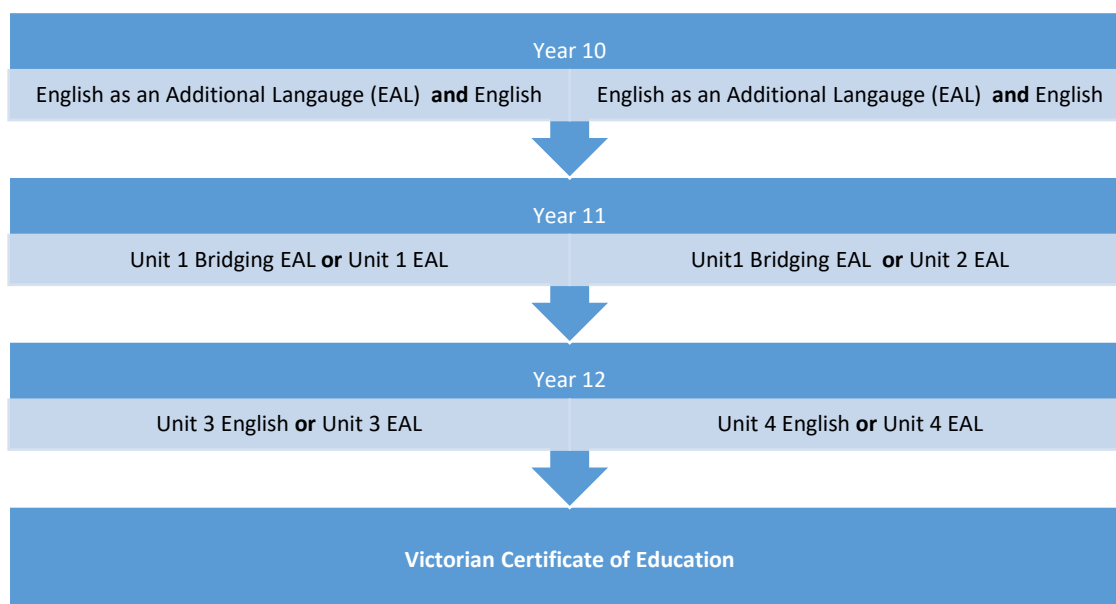 Year 10
English as an Additional Langauge (EAL) and English
English as an Additional Langauge (EAL) and English
Year 11
Unit 1 Bridging EAL or Unit 1 EAL
Unit1 Bridging EAL or Unit 2 EAL
Year 12
Unit 3 English or Unit 3 EAL
Unit 4 English or Unit 4 EAL
Victorian Certificate of Education